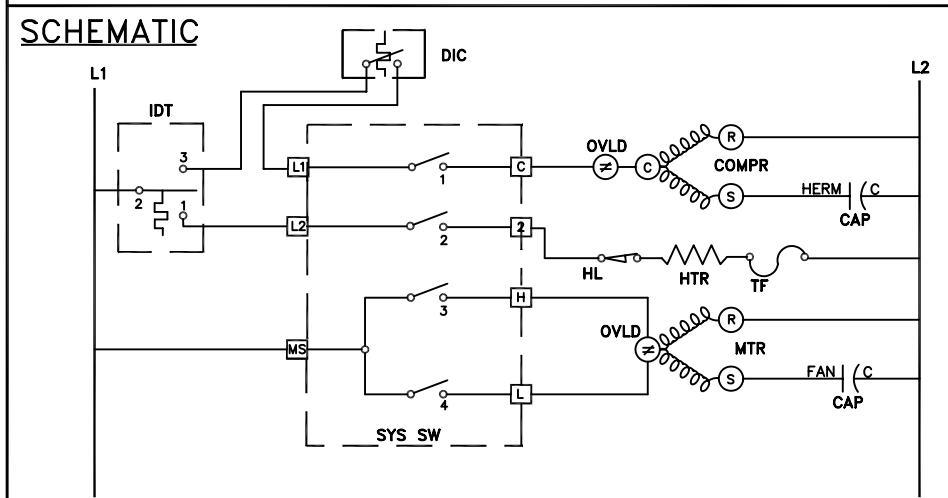 SCHEMATIC
DIC
L1
L2
IDT
3
2
1
L1
1
C
OVLD
C
R
COMPR
S
HERM
C
CAP
L2
2
2
HL
HTR
TF
3
H
OVLD
R
MTR
MS
S
FAN
C
CAP
4
L
SYS SW